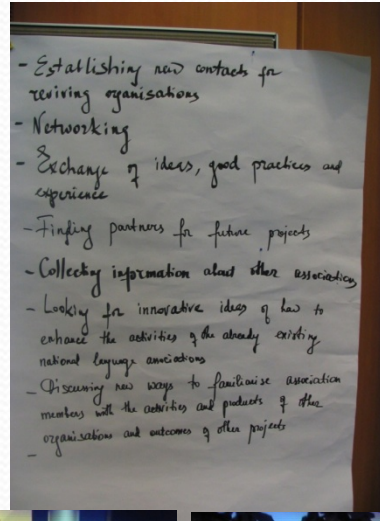 - Establishing new contacts for
reviving organisations
- Networking
- Exchange of ideas, good practices and
experience
- Finding partners for future projects
- Collecting information about other associations
- Looking for innovative ideas of how to
enhance the activities of the already existing
national language associations
- Discussing new ways to familiarise association
members with the activities and products of other
organisations and outcomes of other projects
-